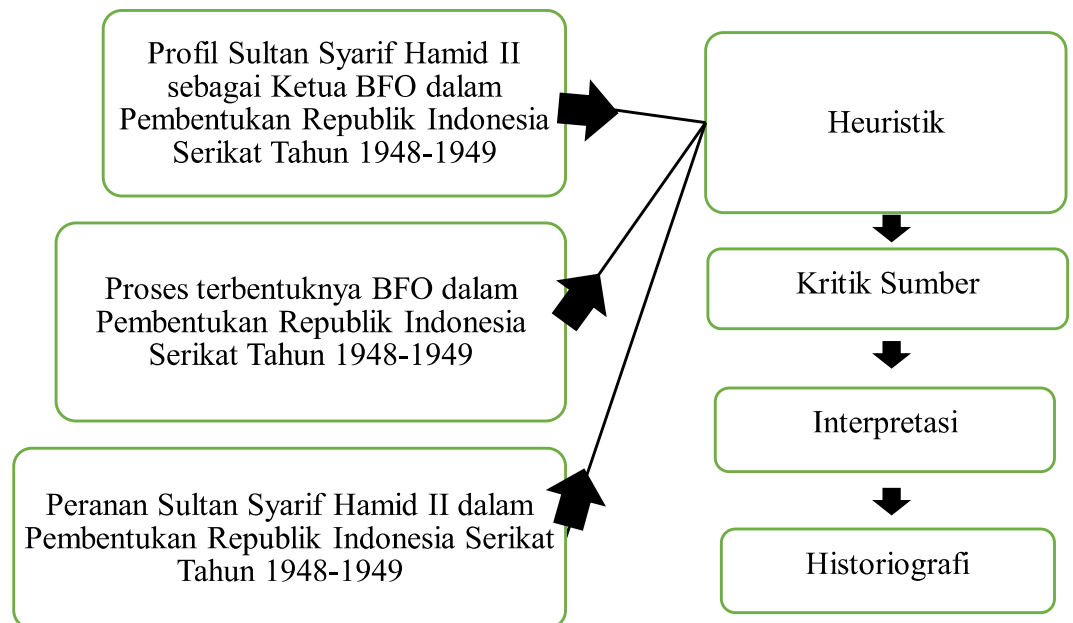 Profil Sultan Syarif Hamid II
sebagai Ketua BFO dalam
Pembentukan Republik Indonesia
Serikat Tahun 1948-1949
Proses terbentuknya BFO dalam
Pembentukan Republik Indonesia
Serikat Tahun 1948-1949
Peranan Sultan Syarif Hamid II dalam
Pembentukan Republik Indonesia Serikat
Tahun 1948-1949
Heuristik
Kritik Sumber
Interpretasi
Historiografi